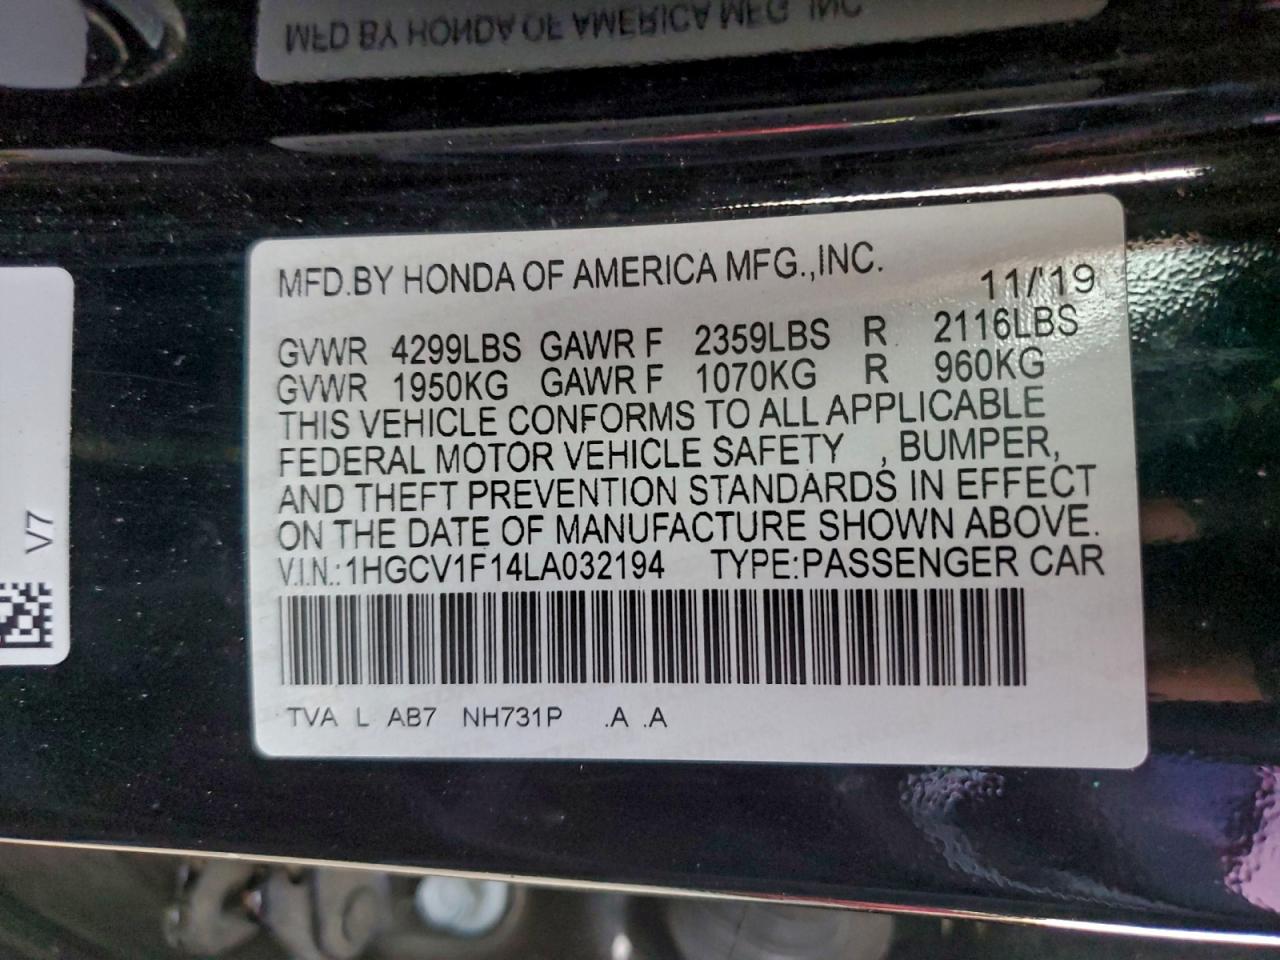 MFD BY HONDA OF AMERICA MFG INC
MFD.BY HONDA OF AMERICA MFG.,INC.
11/'19
GVWR 4299LBS GAWR F 2359LBS R 2116LBS
GVWR 1950KG GAWR F 1070KG R 960KG
THIS VEHICLE CONFORMS TO ALL APPLICABLE
FEDERAL MOTOR VEHICLE SAFETY , BUMPER,
AND THEFT PREVENTION STANDARDS IN EFFECT
ON THE DATE OF MANUFACTURE SHOWN ABOVE.
V.I.N.:1HGCV1F14LA032194 TYPE:PASSENGER CAR
TVA L AB7 NH731P .A .A
V7